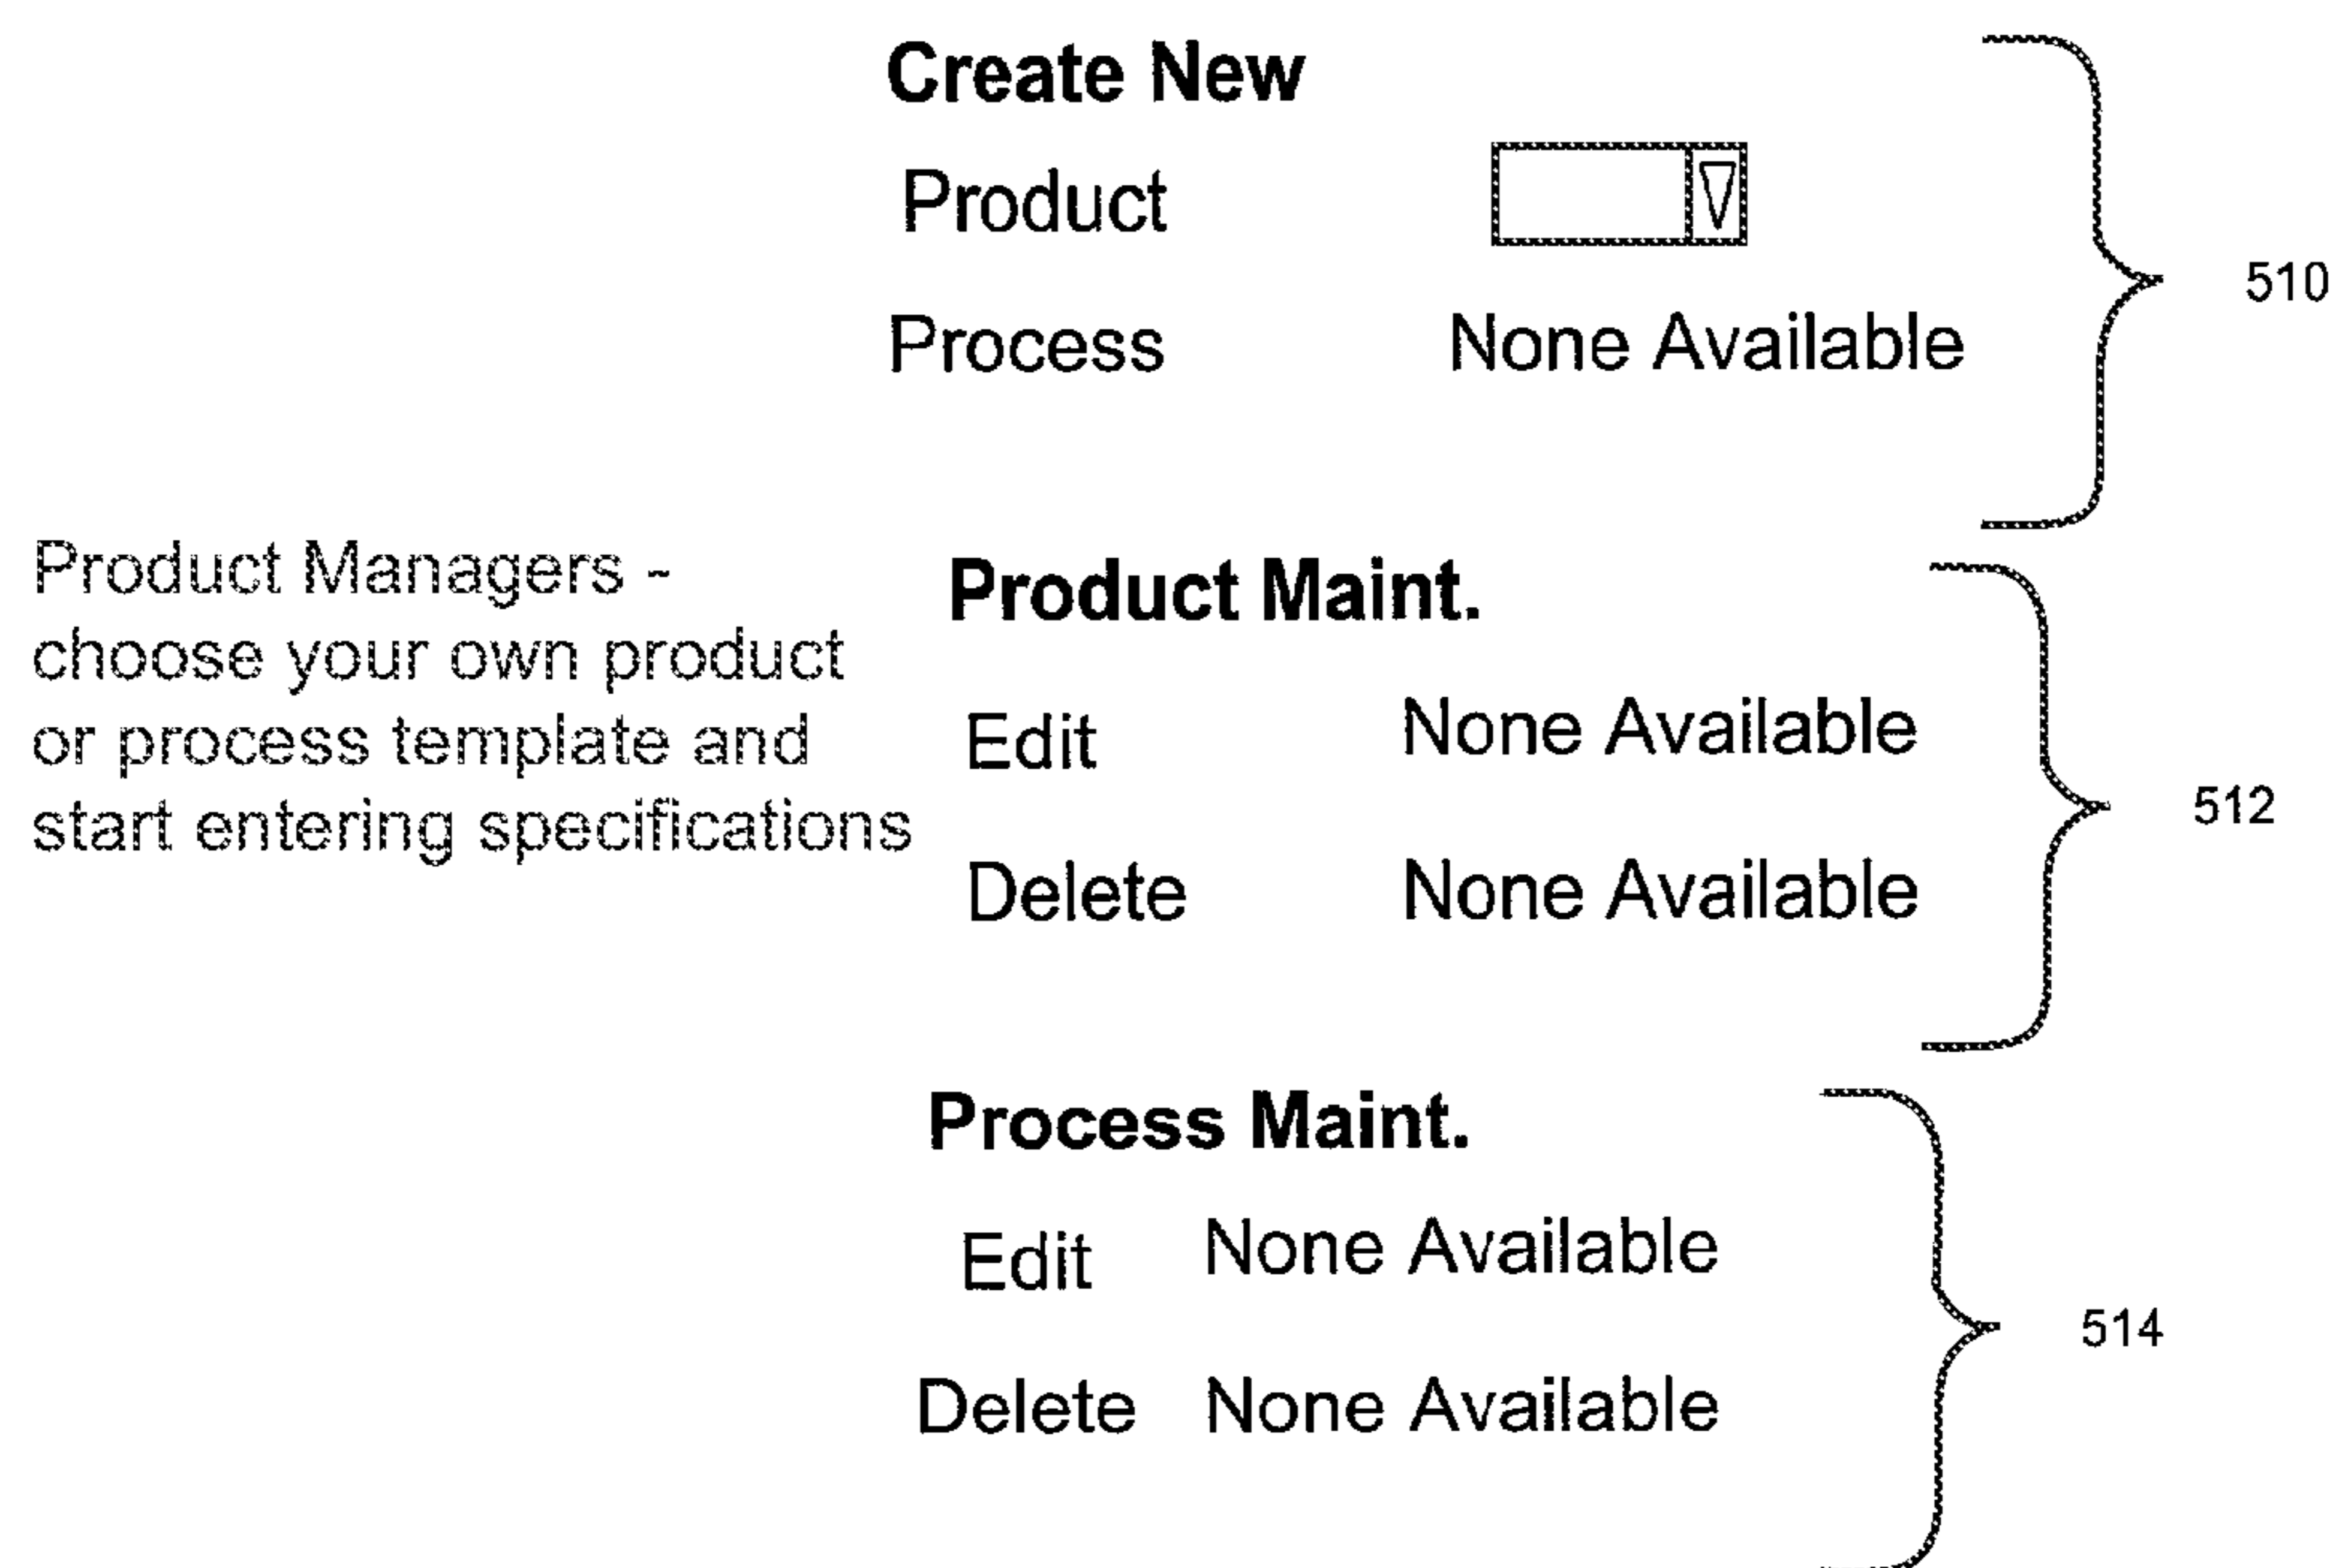 Create New
Product
Process None Available
510
Product Managers -
choose your own product
or process template and
start entering specifications
Product Maint.
Edit None Available
Delete None Available
512
Process Maint.
Edit None Available
Delete None Available
514